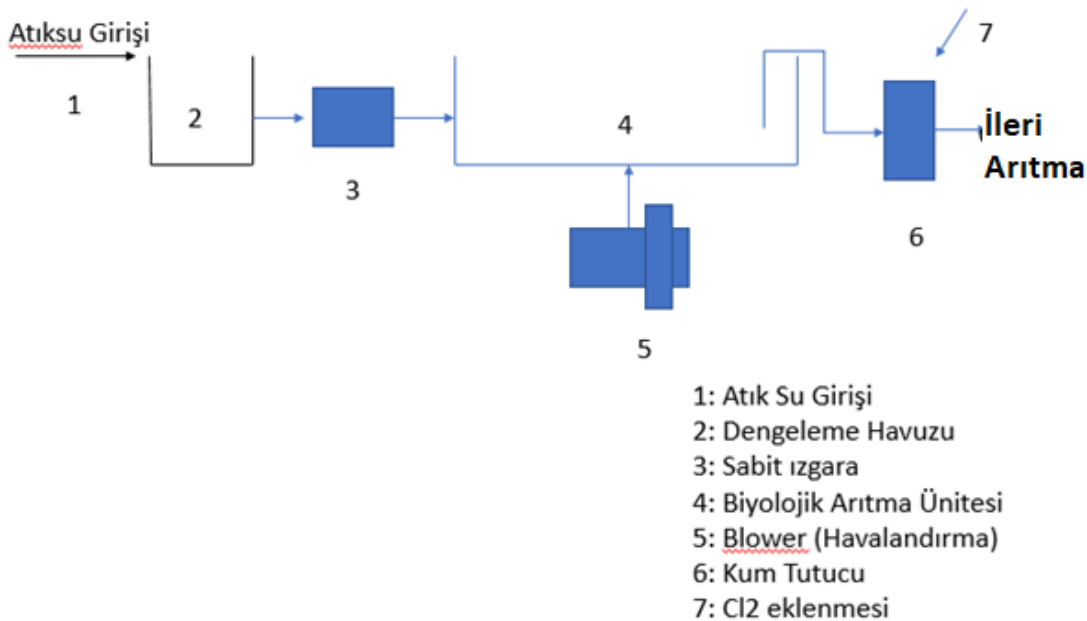 Atıksu Girişi
1
2
3
4
5
6
7
İleri
Arıtma
1: Atık Su Girişi
2: Dengeleme Havuzu
3: Sabit ızgara
4: Biyolojik Arıtma Ünitesi
5: Blower (Havalandırma)
6: Kum Tutucu
7: Cl2 eklenmesi